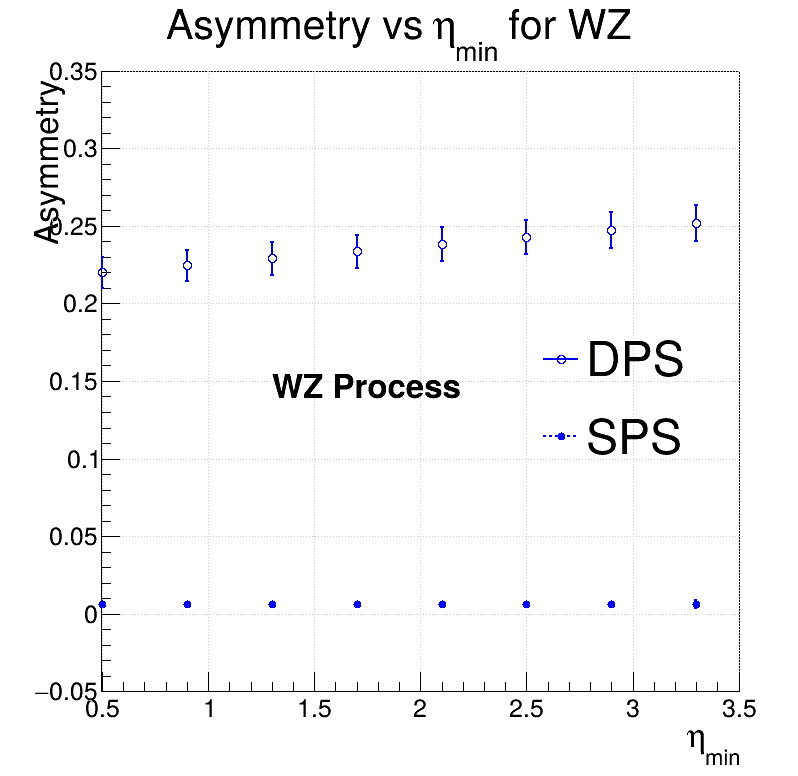 Asymmetry vs η_min for WZ
Asymmetry
0.35
0.3
0.25
0.2
0.15
0.1
0.05
0
−0.05
DPS
WZ Process
SPS
0.5 1 1.5 2 2.5 3 3.5
η_min